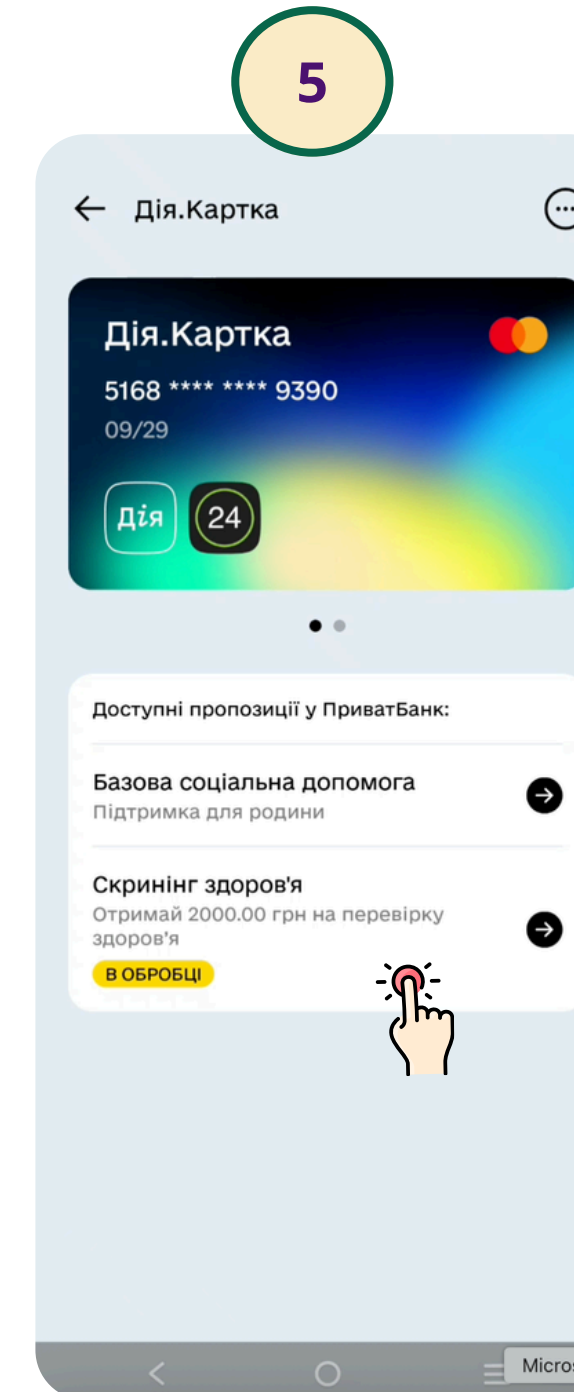 5
Дія.Картка
Дія.Картка
5168 **** **** 9390
09/29
Дія 24
Доступні пропозиції у ПриватБанк:
Базова соціальна допомога
Підтримка для родини
Скринінг здоров'я
Отримай 2000.00 грн на перевірку
здоров'я
В ОБРОБЦІ